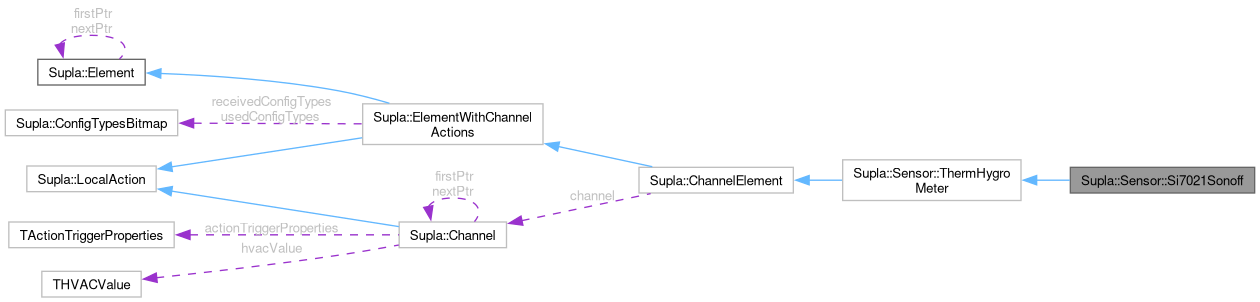 firstPtr
nextPtr
Supla::Element
receivedConfigTypes
usedConfigTypes
Supla::ConfigTypesBitmap
Supla::ElementWithChannel
Actions
Supla::LocalAction
firstPtr
nextPtr
channel
Supla::ChannelElement
Supla::Sensor::ThermHygro
Meter
Supla::Sensor::Si7021Sonoff
TActionTriggerProperties
actionTriggerProperties
Supla::Channel
hvacValue
THVACValue